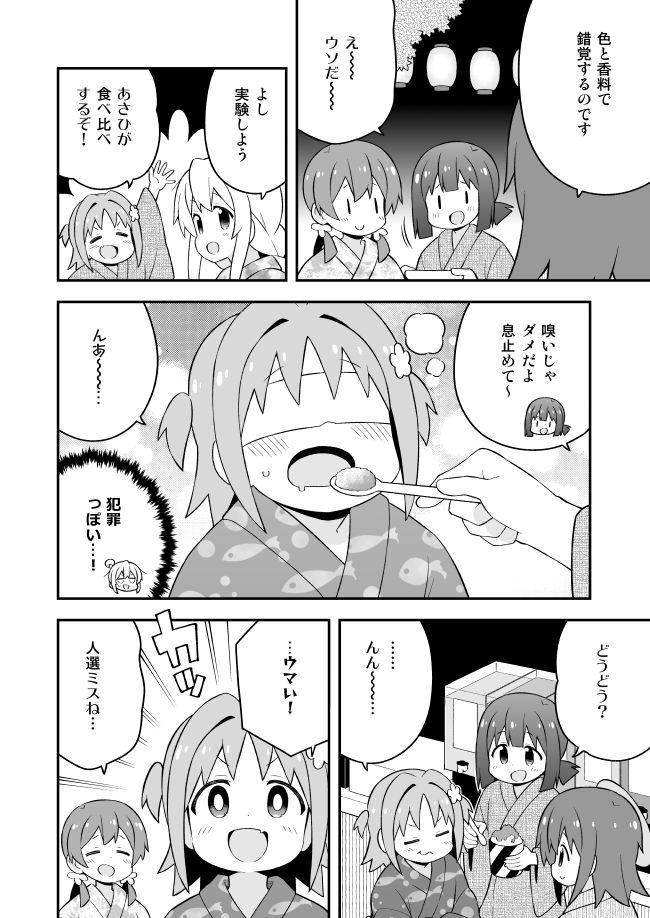 色と香料で
錯覚するのです
え〜〜
ウソだ〜〜
よし
実験しよう
あさひが
食べ比べ
するぞ！
嗅いじゃ
ダメだよ
息止めて〜
んあ〜〜〜…
犯罪
っぽい…！
どうどう？
……
んん〜〜……
…ウマい！
カッ
人選ミスね…